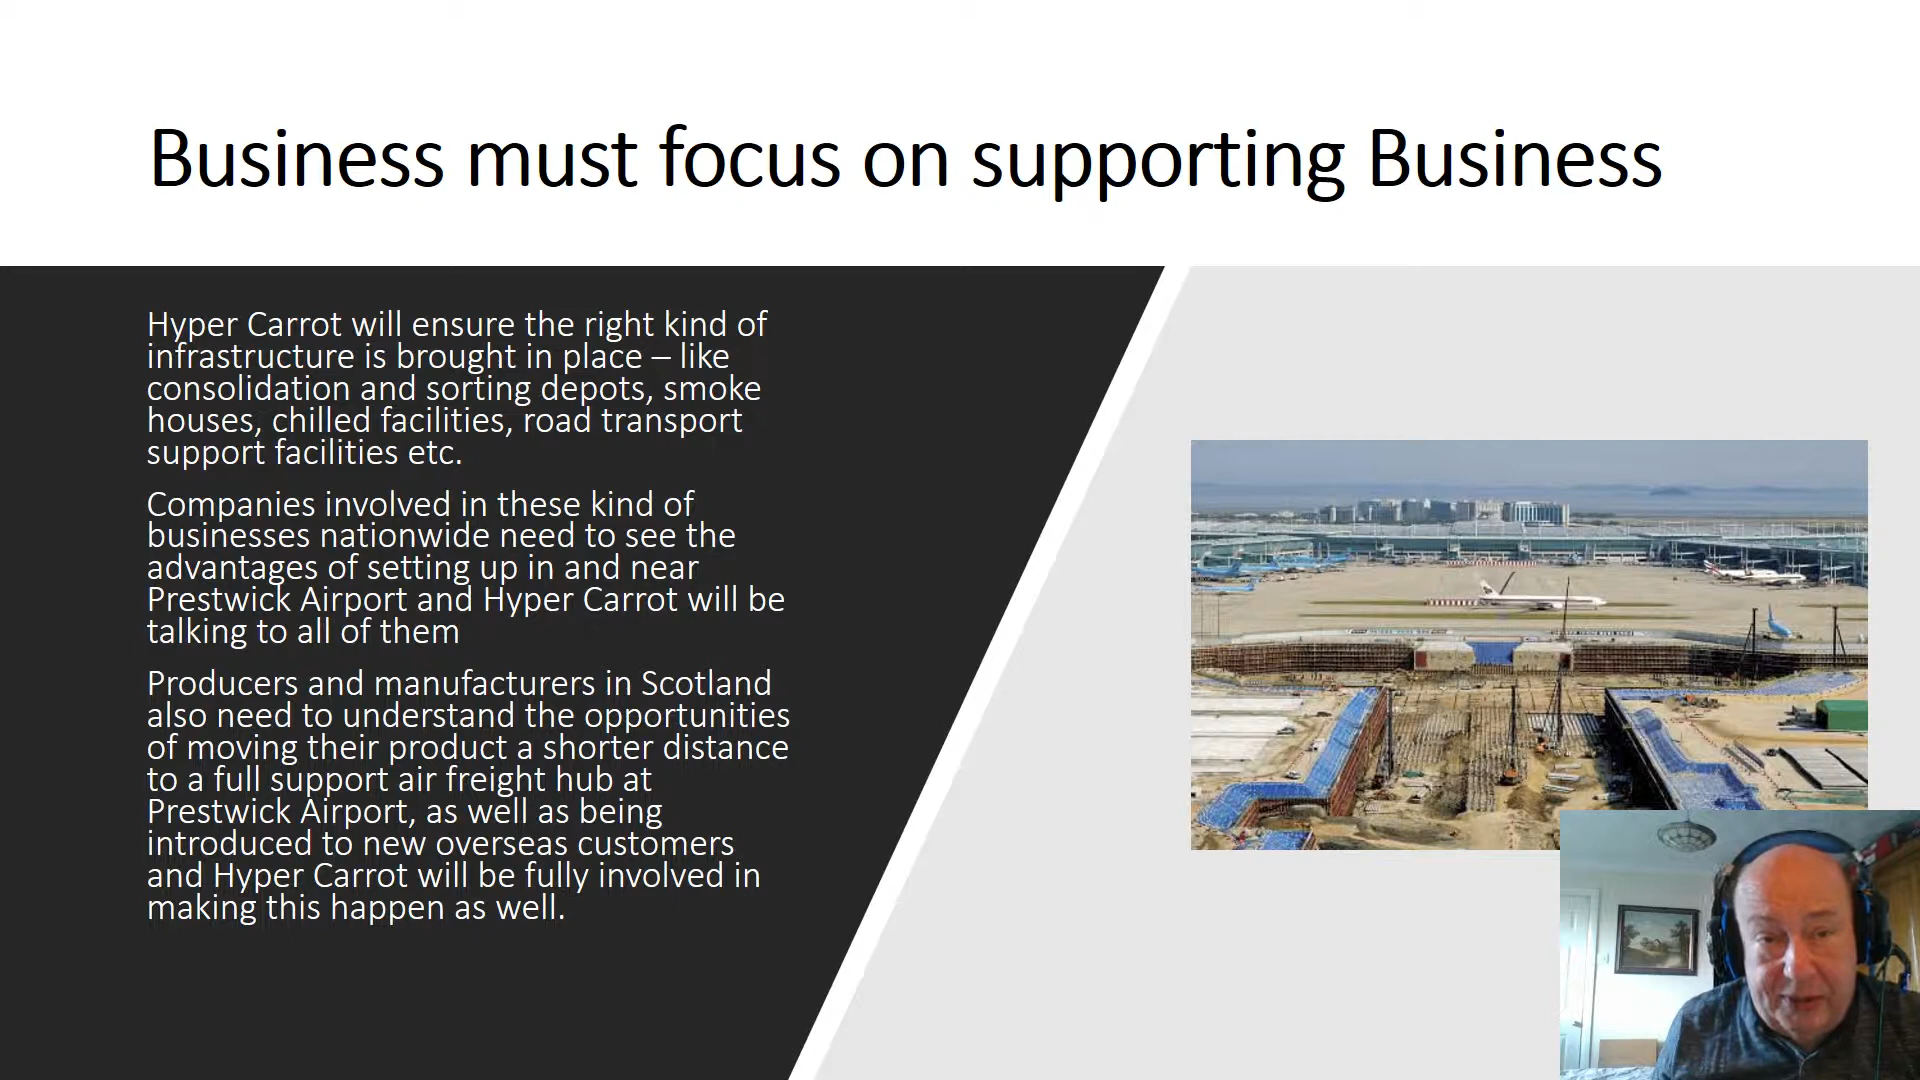 Business must focus on supporting Business
Hyper Carrot will ensure the right kind of
infrastructure is brought in place – like
consolidation and sorting depots, smoke
houses, chilled facilities, road transport
support facilities etc.
Companies involved in these kind of
businesses nationwide need to see the
advantages of setting up in and near
Prestwick Airport and Hyper Carrot will be
talking to all of them
Producers and manufacturers in Scotland
also need to understand the opportunities
of moving their product a shorter distance
to a full support air freight hub at
Prestwick Airport, as well as being
introduced to new overseas customers
and Hyper Carrot will be fully involved in
making this happen as well.